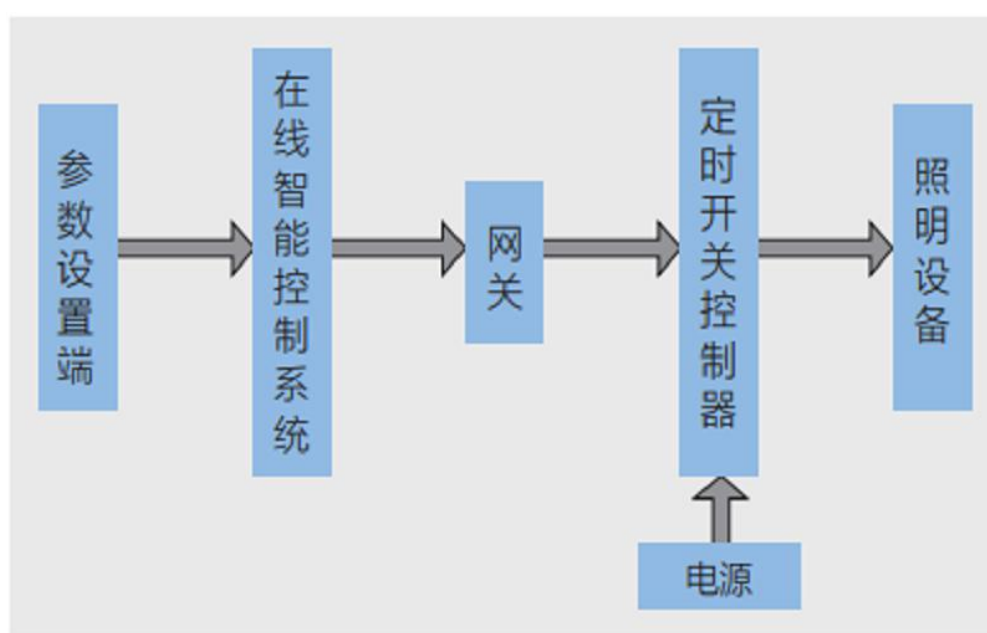 参数设置端
在线智能控制系统
网关
定时开关控制器
照明设备
电源